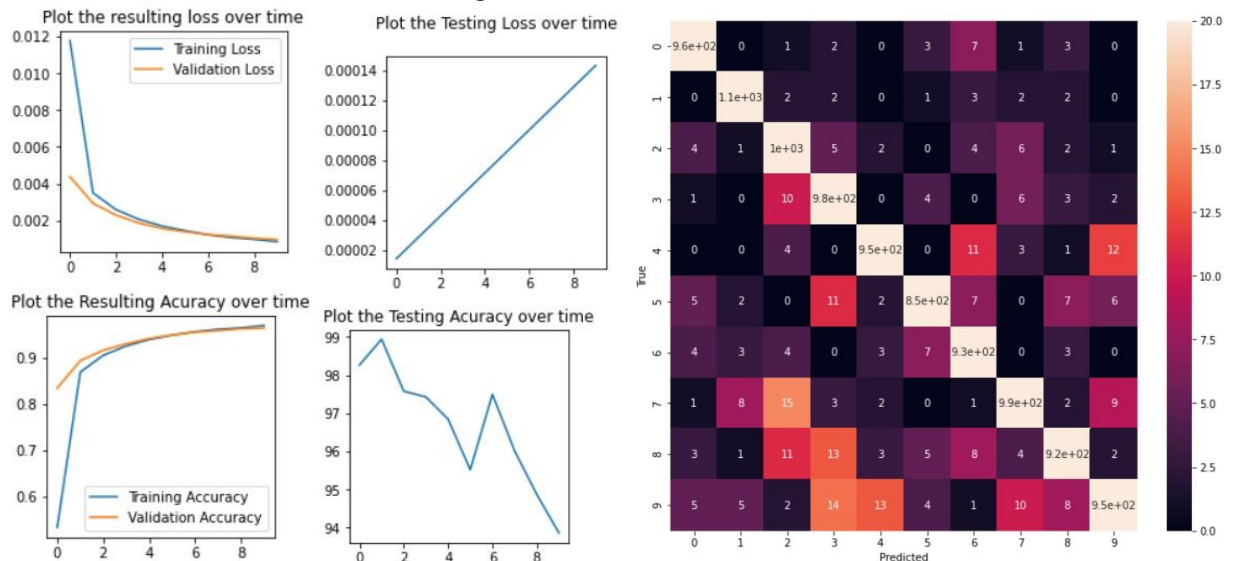 Plot the resulting loss over time
0.012
0.010
0.008
0.006
0.004
0.002
Training Loss
Validation Loss
0 2 4 6 8
Plot the Testing Loss over time
0.00014
0.00012
0.00010
0.00008
0.00006
0.00004
0.00002
0 2 4 6 8
Plot the Resulting Acuracy over time
0.9
0.8
0.7
0.6
Training Accuracy
Validation Accuracy
0 2 4 6 8
Plot the Testing Acuracy over time
99
98
97
96
95
94
0 2 4 6 8
True
0 9.6e+02 0 1 2 0 3 7 1 3 0
1 0 1.1e+03 2 2 0 1 3 2 2 0
2 4 1 1e+03 5 2 0 4 6 2 1
3 1 0 10 9.8e+02 0 4 0 6 3 2
4 0 0 4 0 9.5e+02 0 11 3 1 12
5 5 2 0 11 2 8.5e+02 7 0 7 6
6 4 3 4 0 3 7 9.3e+02 0 3 0
7 1 8 15 3 2 0 1 9.9e+02 2 9
8 3 1 11 13 3 5 8 4 9.2e+02 2
9 5 5 2 14 13 4 1 10 8 9.5e+02
0 1 2 3 4 5 6 7 8 9
Predicted
20.0
17.5
15.0
12.5
10.0
7.5
5.0
2.5
0.0